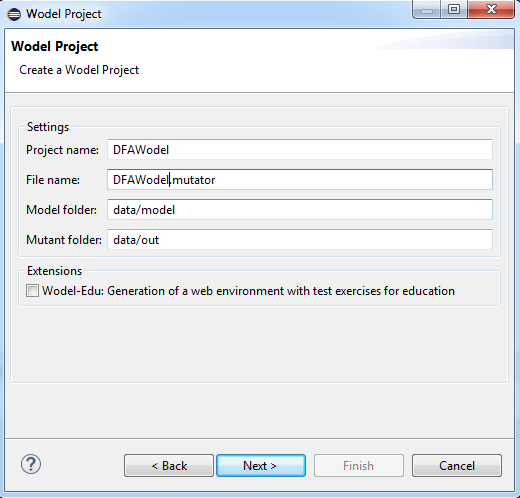 Wodel Project
Wodel Project
Create a Wodel Project
Settings
Project name: DFAWodel
File name: DFAWodel.mutator
Model folder: data/model
Mutant folder: data/out
Extensions
Wodel-Edu: Generation of a web environment with test exercises for education
? < Back Next > Finish Cancel